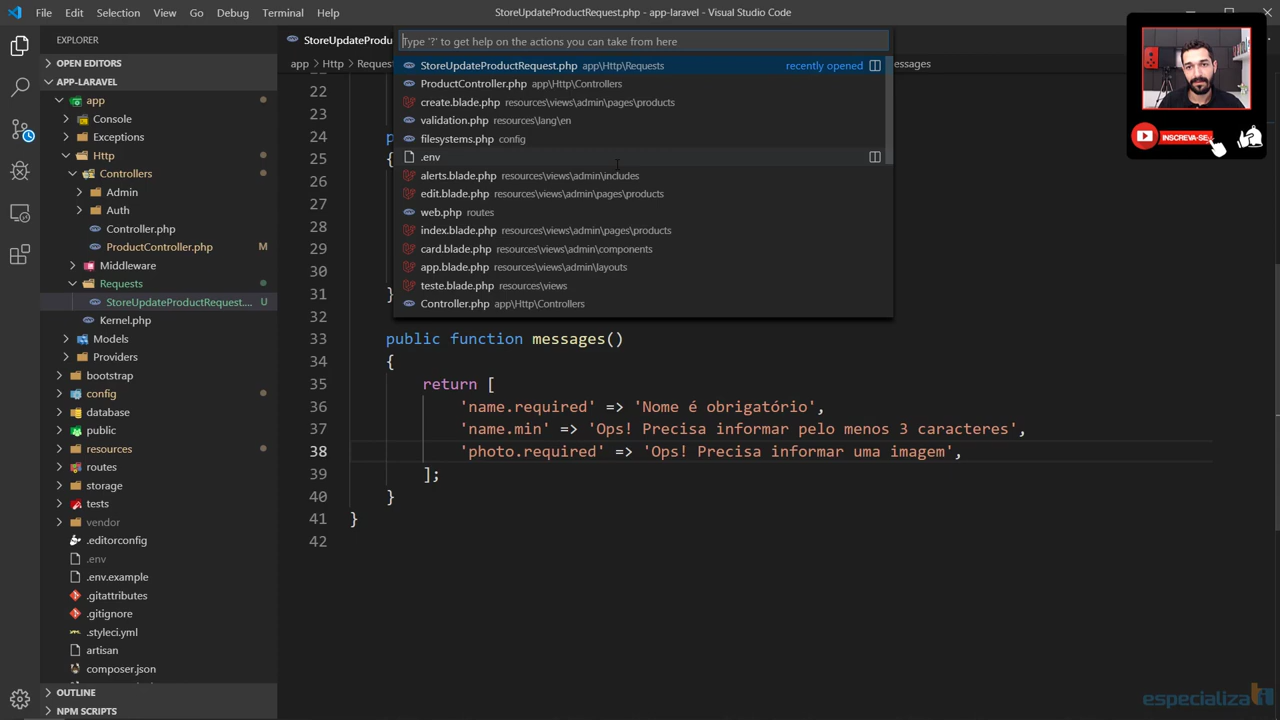 File Edit Selection View Go Debug Terminal Help
StoreUpdateProductRequest.php - app-laravel - Visual Studio Code
EXPLORER
OPEN EDITORS
APP-LARAVEL
app
Console
Exceptions
Http
Controllers
Admin
Auth
Controller.php
ProductController.php M
Middleware
Requests
StoreUpdateProductRequest.... U
Kernel.php
Models
Providers
bootstrap
config
database
public
resources
routes
storage
tests
vendor
.editorconfig
.env
.env.example
.gitattributes
.gitignore
.styleci.yml
artisan
composer.json
OUTLINE
NPM SCRIPTS
StoreUpdateProdu
app > Http > Reques
essages
Type '?' to get help on the actions you can take from here
StoreUpdateProductRequest.php app\Http\Requests recently opened
ProductController.php app\Http\Controllers
create.blade.php resources\views\admin\pages\products
validation.php resources\lang\en
filesystems.php config
.env
alerts.blade.php resources\views\admin\includes
edit.blade.php resources\views\admin\pages\products
web.php routes
index.blade.php resources\views\admin\pages\products
card.blade.php resources\views\admin\components
app.blade.php resources\views\admin\layouts
teste.blade.php resources\views
Controller.php app\Http\Controllers
22
23
24 p
25 {
26
27
28
29
30
31 }
32
33 public function messages()
34 {
35 return [
36 'name.required' => 'Nome é obrigatório',
37 'name.min' => 'Ops! Precisa informar pelo menos 3 caracteres',
38 'photo.required' => 'Ops! Precisa informar uma imagem',
39 ];
40 }
41 }
42
INSCREVA-SE
especializati